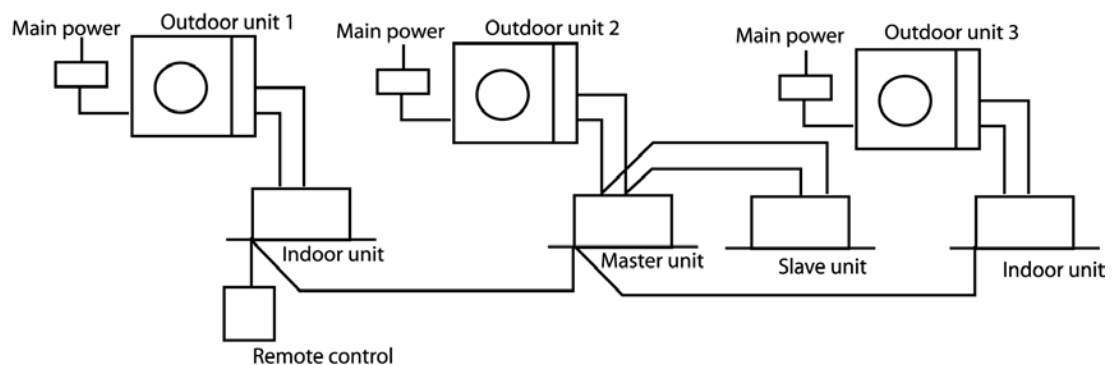 Main power
Outdoor unit 1
Main power
Outdoor unit 2
Main power
Outdoor unit 3
Indoor unit
Master unit
Slave unit
Indoor unit
Remote control